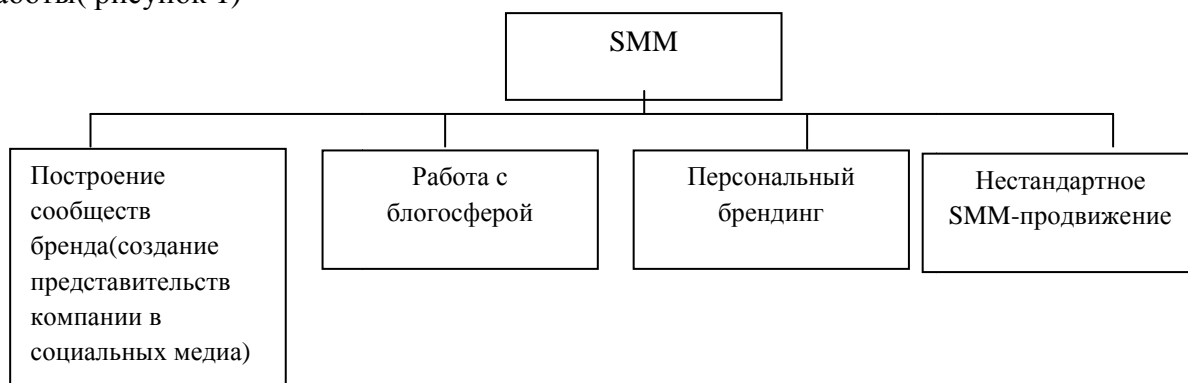 аботы( рисунок 1)
SMM
Построение
сообществ
бренда(создание
представительств
компании в
социальных медиа)
Работа с
блогосферой
Персональный
брендинг
Нестандартное
SMM-продвижение